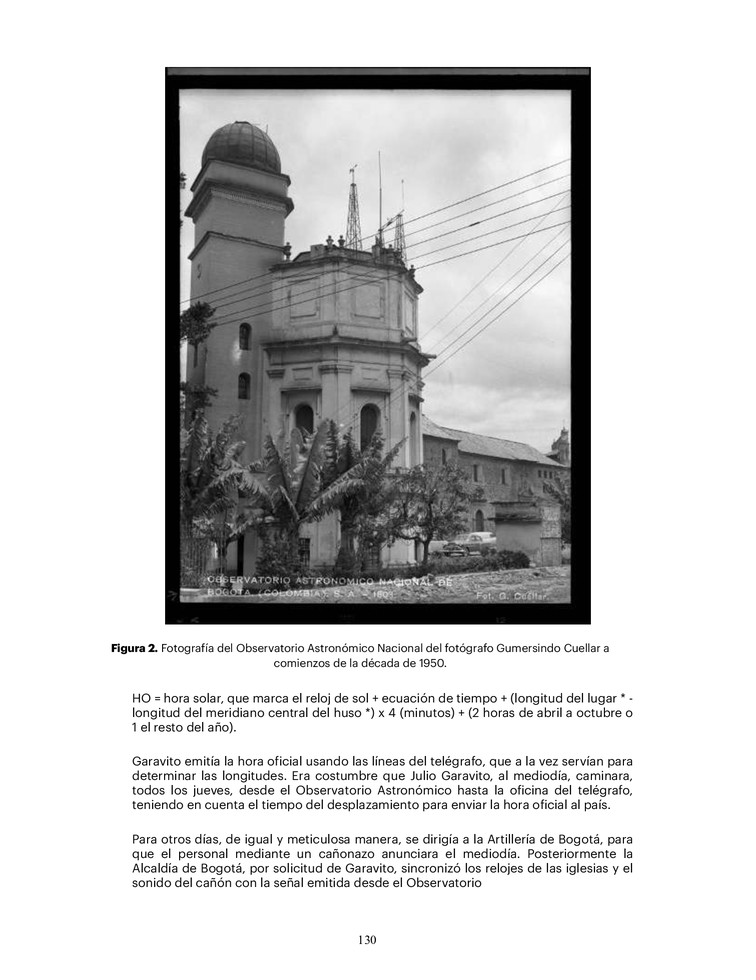 OBSERVATORIO ASTRONOMICO NACIONAL DE
BOGOTA. (COLOMBIA). S. A. - 1609
Fot. G. Cuéllar.
Figura 2. Fotografía del Observatorio Astronómico Nacional del fotógrafo Gumersindo Cuellar a
comienzos de la década de 1950.
HO = hora solar, que marca el reloj de sol + ecuación de tiempo + (longitud del lugar * -
longitud del meridiano central del huso *) x 4 (minutos) + (2 horas de abril a octubre o
1 el resto del año).
Garavito emitía la hora oficial usando las líneas del telégrafo, que a la vez servían para
determinar las longitudes. Era costumbre que Julio Garavito, al mediodía, caminara,
todos los jueves, desde el Observatorio Astronómico hasta la oficina del telégrafo,
teniendo en cuenta el tiempo del desplazamiento para enviar la hora oficial al país.
Para otros días, de igual y meticulosa manera, se dirigía a la Artillería de Bogotá, para
que el personal mediante un cañonazo anunciara el mediodía. Posteriormente la
Alcaldía de Bogotá, por solicitud de Garavito, sincronizó los relojes de las iglesias y el
sonido del cañón con la señal emitida desde el Observatorio
130